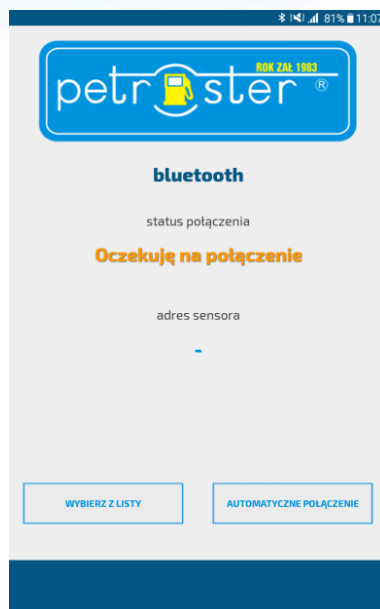 81% 11:07
ROK ZAŁ 1983
petroster ®
bluetooth
status połączenia
Oczekuję na połączenie
adres sensora
-
WYBIERZ Z LISTY
AUTOMATYCZNE POŁĄCZENIE